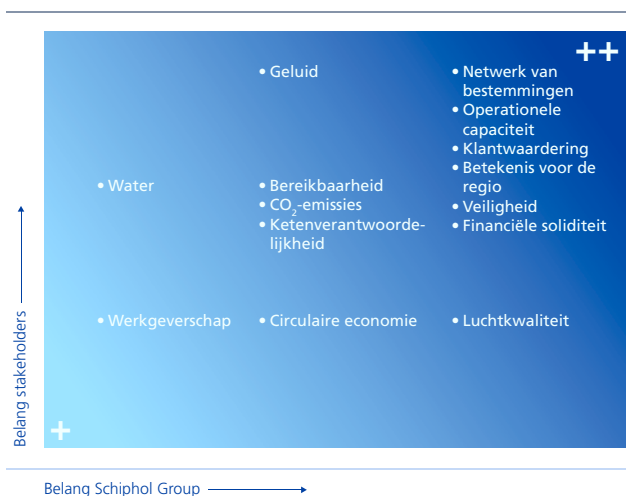 ++
• Geluid
• Netwerk van
bestemmingen
• Operationele
capaciteit
• Klantwaardering
• Betekenis voor de
regio
• Veiligheid
• Financiële soliditeit
• Water
• Bereikbaarheid
• CO₂-emissies
• Ketenverantwoorde-
lijkheid
• Werkgeverschap
• Circulaire economie
• Luchtkwaliteit
+
Belang stakeholders
Belang Schiphol Group